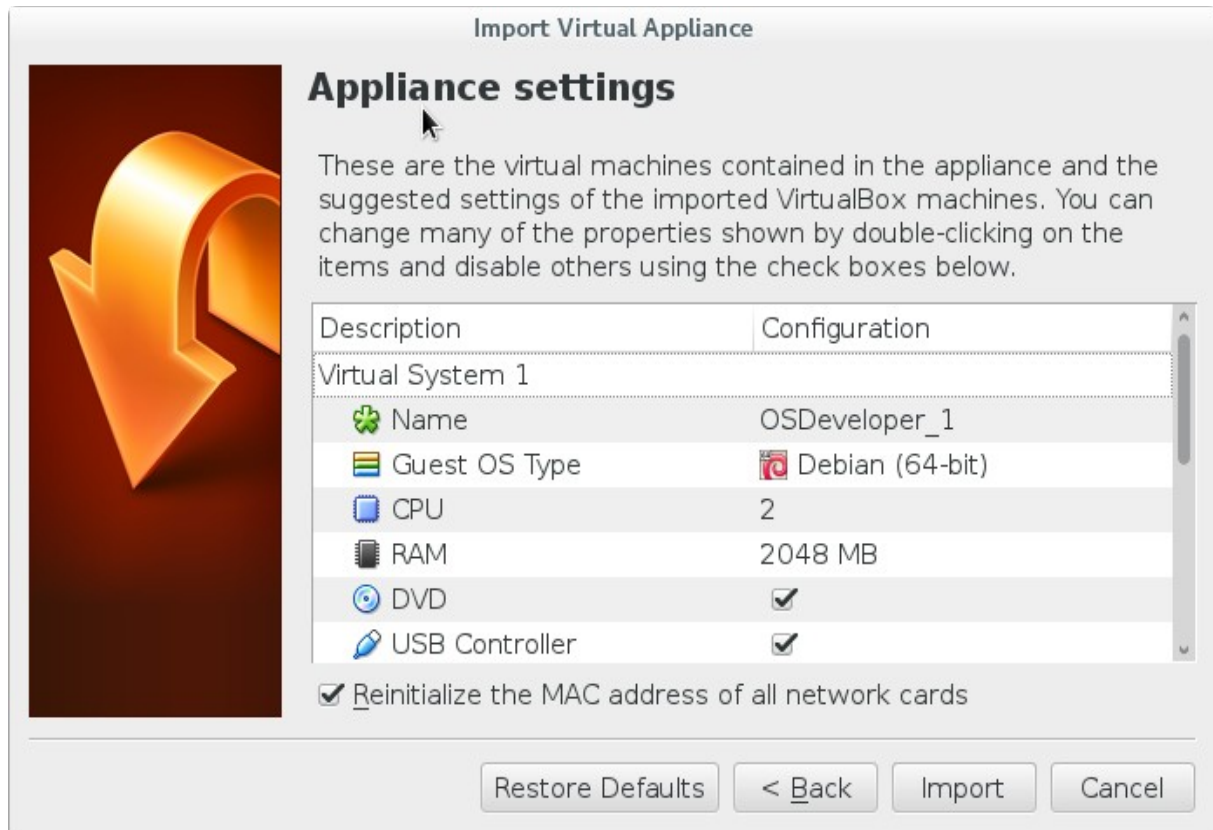 Import Virtual Appliance
Appliance settings
These are the virtual machines contained in the appliance and the
suggested settings of the imported VirtualBox machines. You can
change many of the properties shown by double-clicking on the
items and disable others using the check boxes below.
Description Configuration
Virtual System 1
Name OSDeveloper_1
Guest OS Type Debian (64-bit)
CPU 2
RAM 2048 MB
DVD
USB Controller
Reinitialize the MAC address of all network cards
Restore Defaults < Back Import Cancel